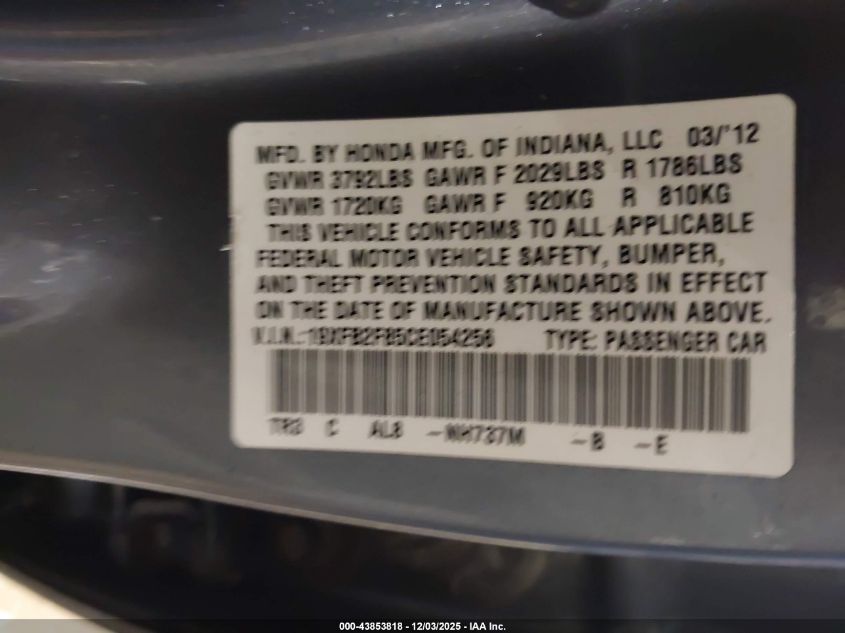 MFD. BY HONDA MFG. OF INDIANA, LLC 03/'12
GVWR 3792LBS GAWR F 2029LBS R 1786LBS
GVWR 1720KG GAWR F 920KG R 810KG
THIS VEHICLE CONFORMS TO ALL APPLICABLE
FEDERAL MOTOR VEHICLE SAFETY, BUMPER,
AND THEFT PREVENTION STANDARDS IN EFFECT
ON THE DATE OF MANUFACTURE SHOWN ABOVE.
V.I.N.:19XFB2F85CE054256 TYPE: PASSENGER CAR
TR3 C AL8 -NH737M -B -E
000-43853818 - 12/03/2025 - IAA Inc.